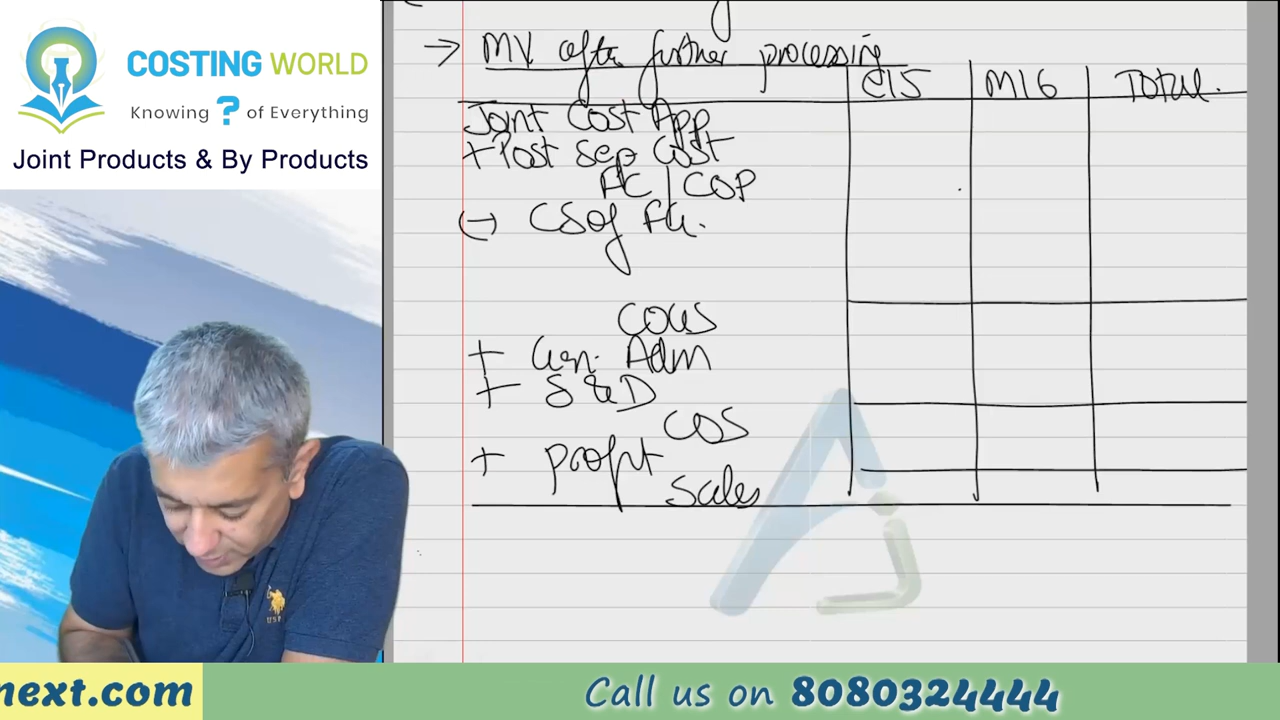 COSTING WORLD
Knowing ? of Everything
Joint Products & By Products
→ MV after further processing
C15 M16 Total.
Joint Cost App
+ Post Sep Cost
FC / COP
(-) CS of FG.
COGS
+ Gen. Adm
+ S & D
COS
+ profit
Sales
USP
next.com
Call us on 8080324444